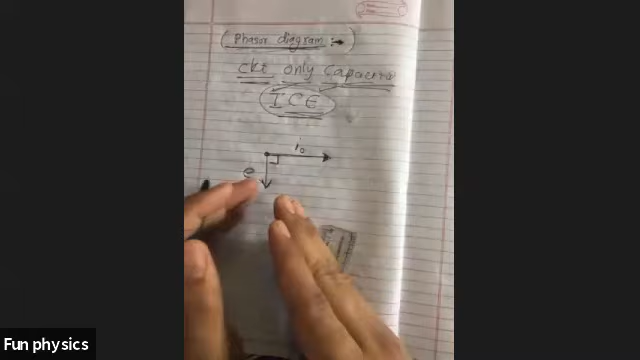 (Phasor diagram :→)
Ckt only Capacitor
ICE
i₀
e
Fun physics